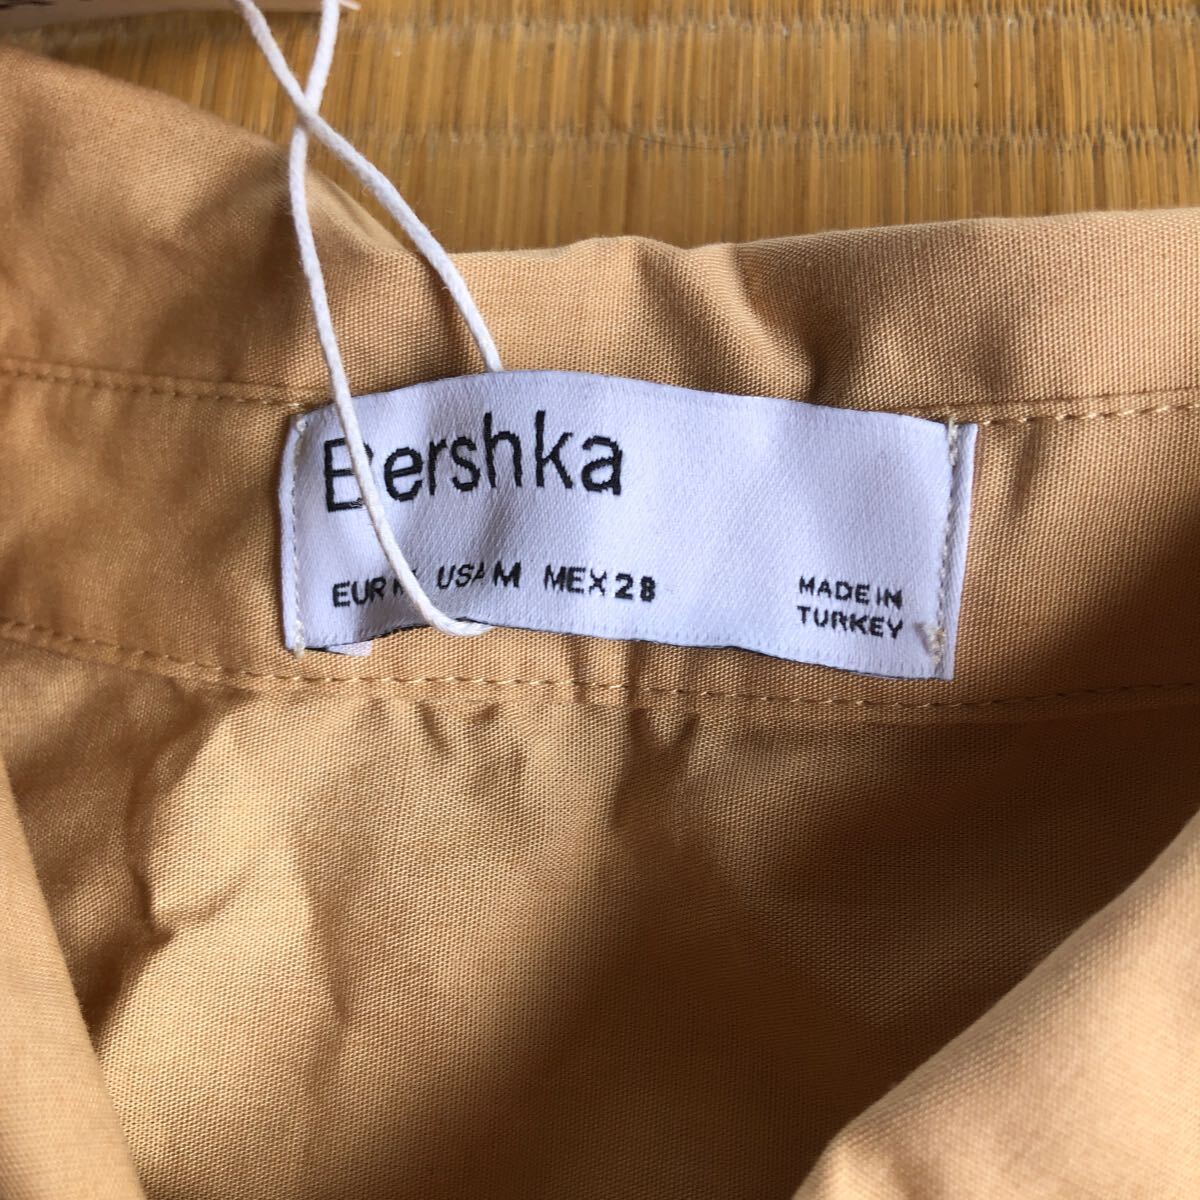 Bershka
EUR USA M MEX 28
MADE IN
TURKEY